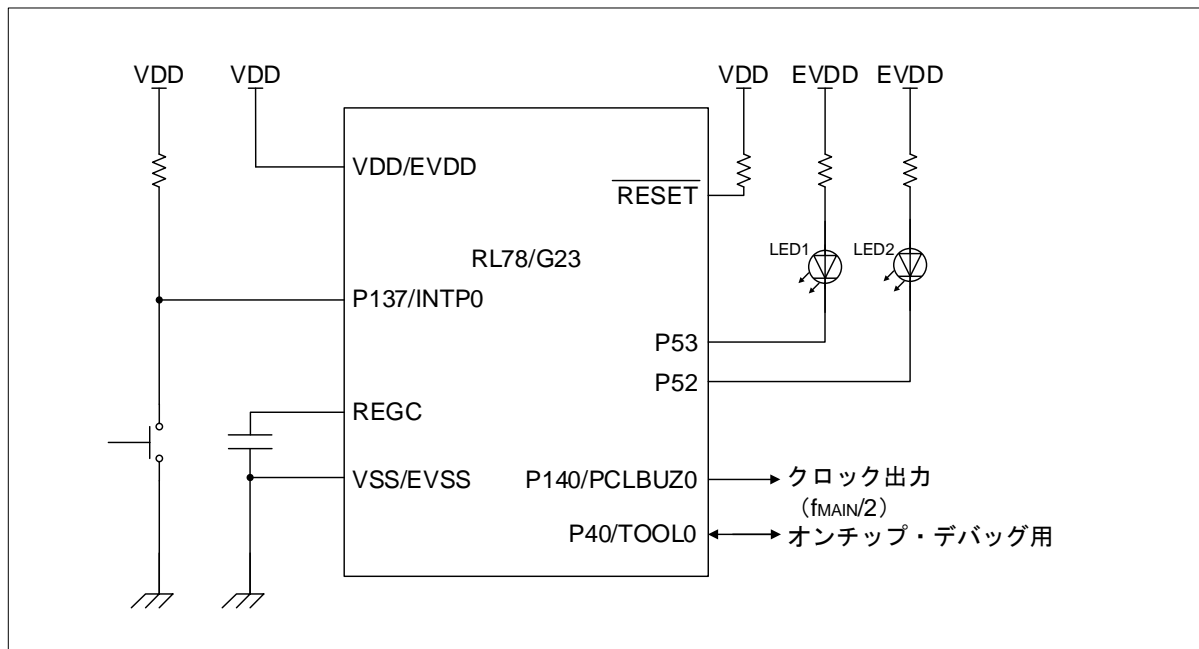 VDD
VDD
VDD
EVDD
EVDD
VDD/EVDD
RESET
RL78/G23
LED1
LED2
P137/INTP0
P53
P52
REGC
VSS/EVSS
P140/PCLBUZ0
クロック出力
（fMAIN/2）
P40/TOOL0
オンチップ・デバッグ用